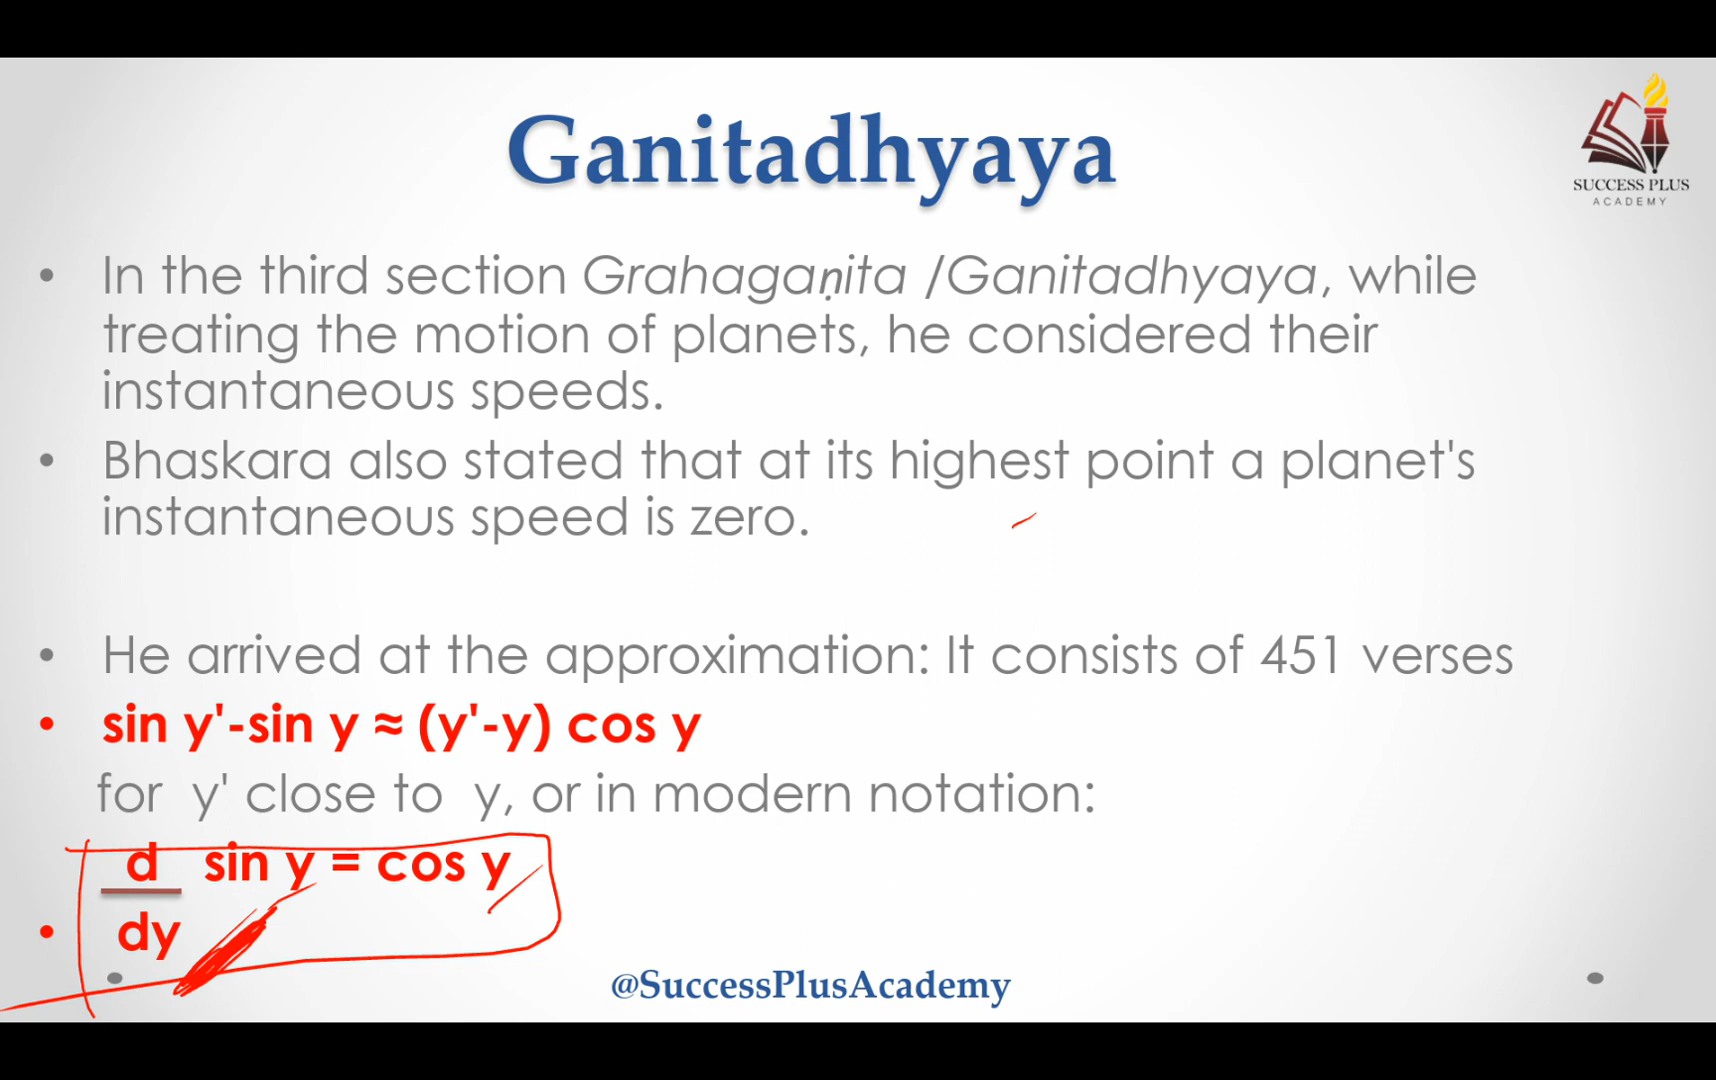 Ganitadhyaya
SUCCESS PLUS
ACADEMY
• In the third section Grahagaṇita /Ganitadhyaya, while
treating the motion of planets, he considered their
instantaneous speeds.
• Bhaskara also stated that at its highest point a planet's
instantaneous speed is zero.
• He arrived at the approximation: It consists of 451 verses
• sin y'-sin y ≈ (y'-y) cos y
for y' close to y, or in modern notation:
d sin y = cos y
• dy
@SuccessPlusAcademy